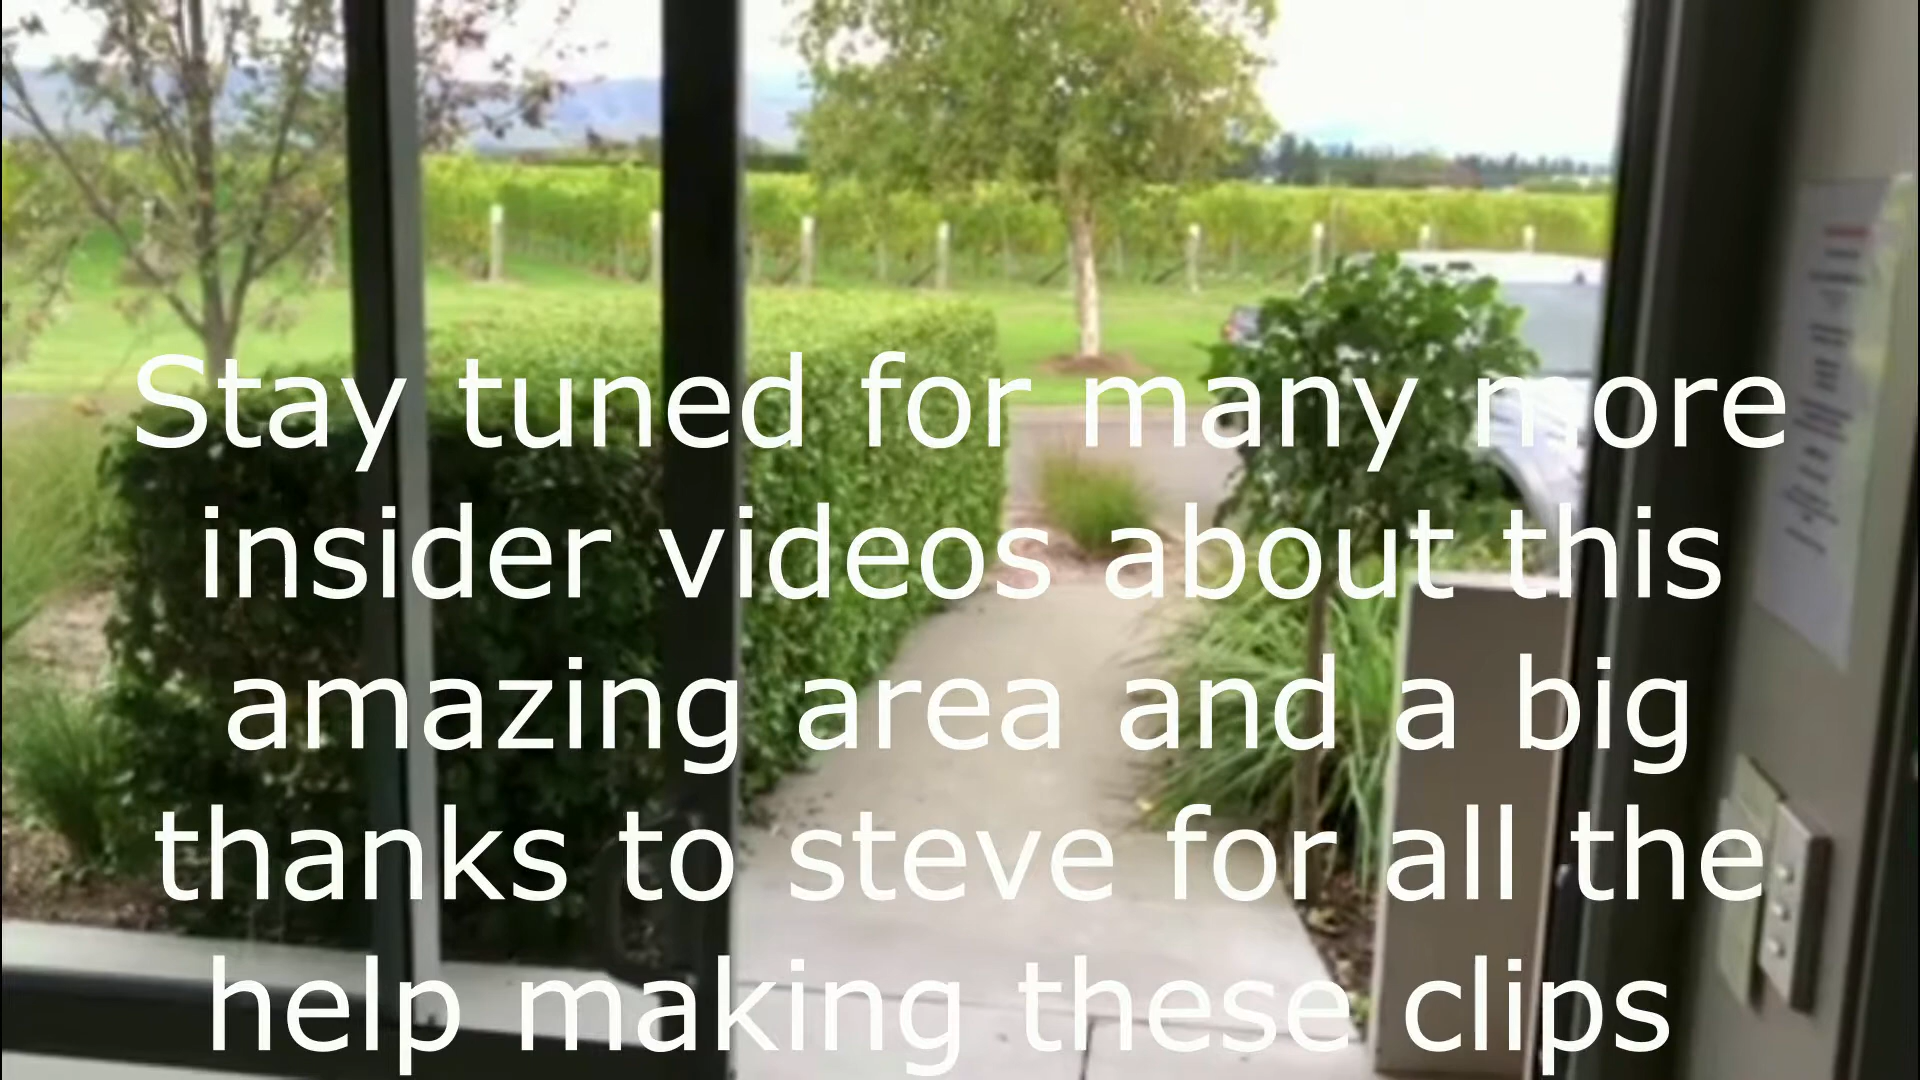 Stay tuned for many more
insider videos about this
amazing area and a big
thanks to steve for all the
help making these clips